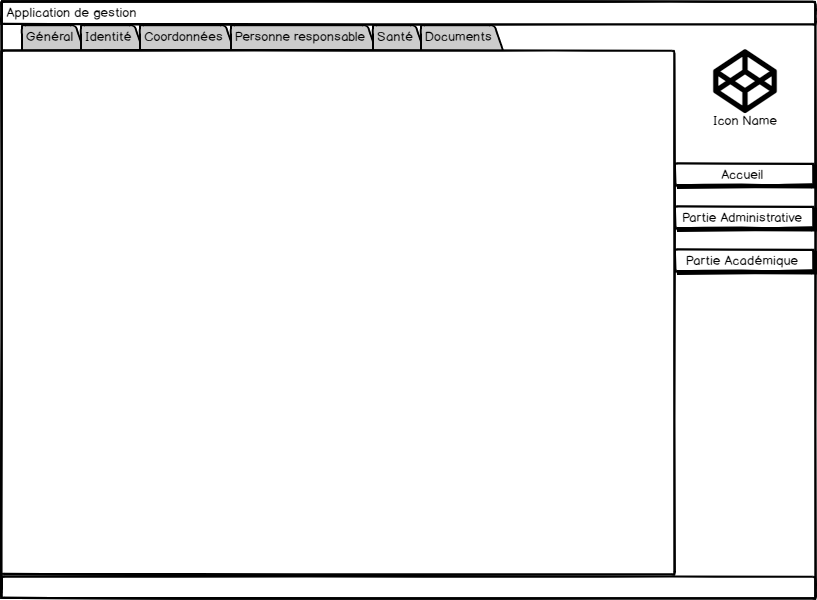 Application de gestion
Général Identité Coordonnées Personne responsable Santé Documents
Icon Name
Accueil
Partie Administrative
Partie Académique